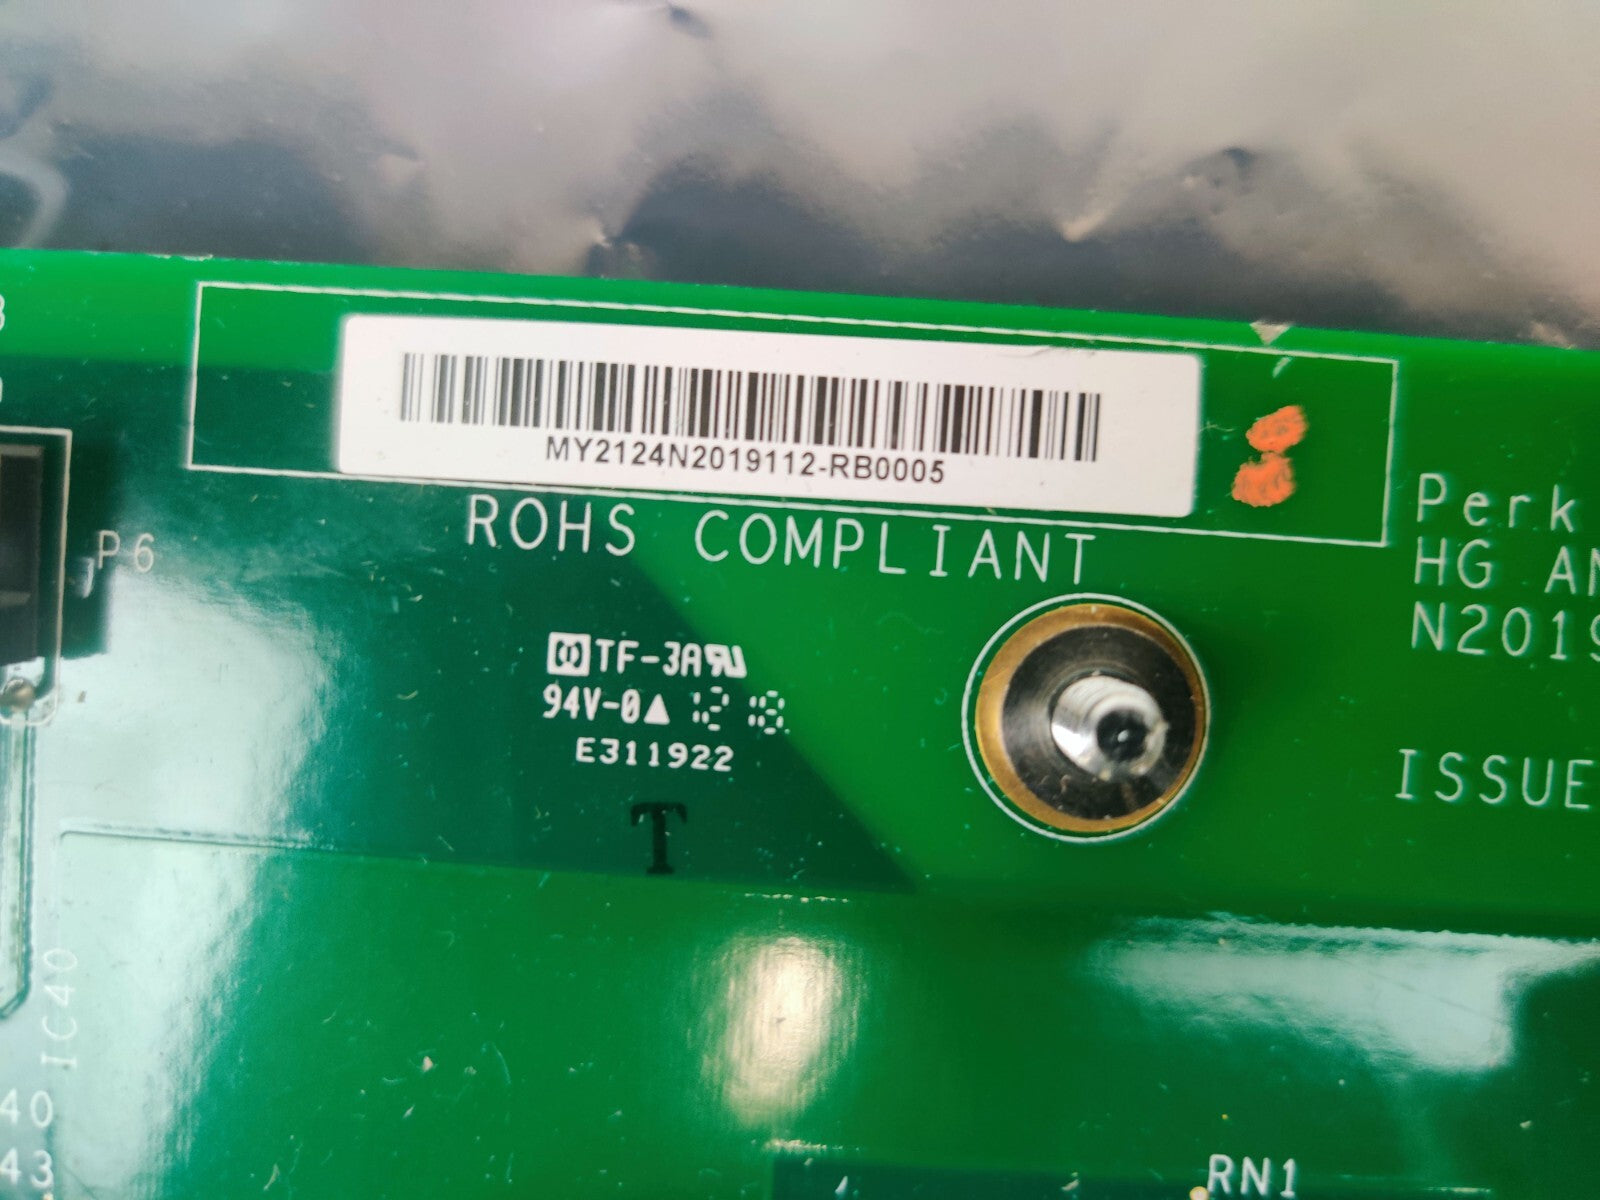 MY2124N2019112-RB0005
ROHS COMPLIANT
Perk
HG AN
N2019
P6
TF-3A
94V-0
E311922
ISSUE
T
IC40
40
43
RN1